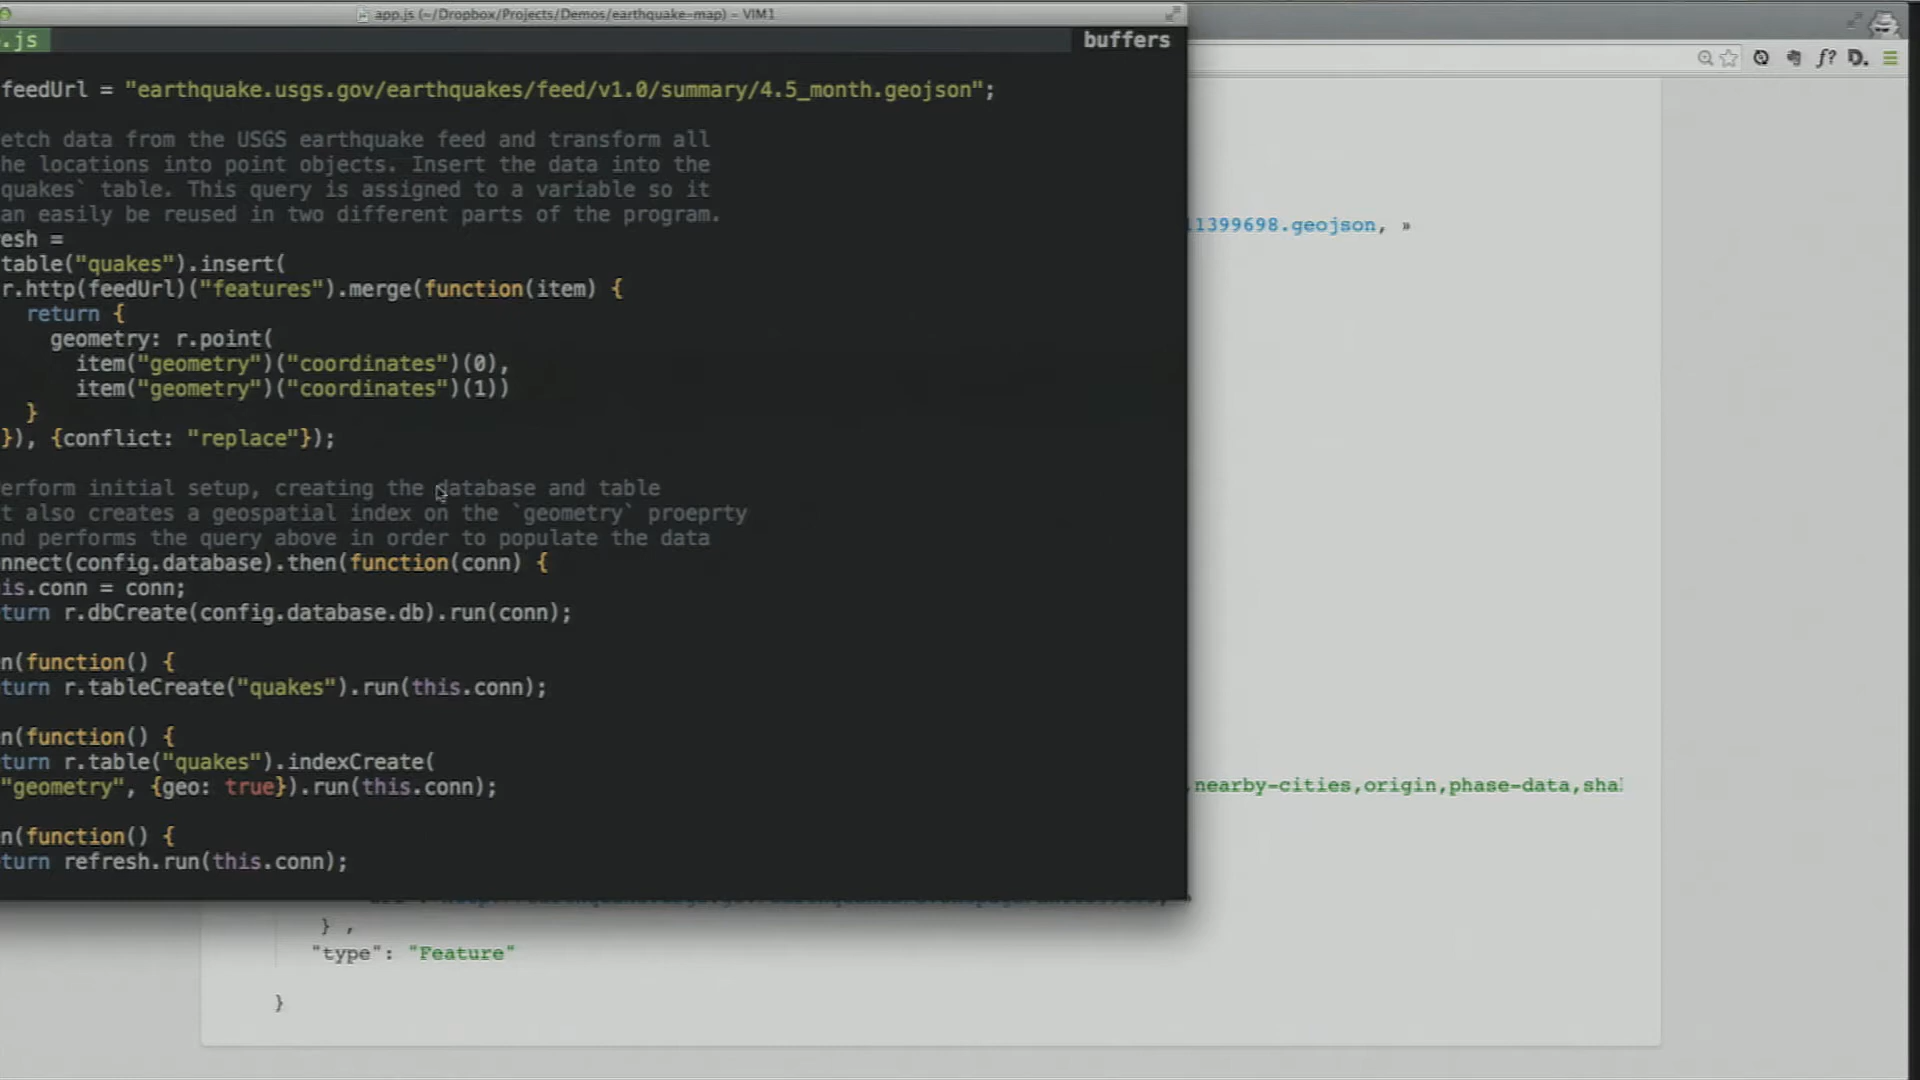 app.js (~/Dropbox/Projects/Demos/earthquake-map) - VIM1
.js
buffers
feedUrl = "earthquake.usgs.gov/earthquakes/feed/v1.0/summary/4.5_month.geojson";
etch data from the USGS earthquake feed and transform all
he locations into point objects. Insert the data into the
quakes` table. This query is assigned to a variable so it
an easily be reused in two different parts of the program.
esh =
table("quakes").insert(
r.http(feedUrl)("features").merge(function(item) {
return {
geometry: r.point(
item("geometry")("coordinates")(0),
item("geometry")("coordinates")(1))
}
}), {conflict: "replace"});
erform initial setup, creating the database and table
t also creates a geospatial index on the `geometry` proeprty
nd performs the query above in order to populate the data
nnect(config.database).then(function(conn) {
is.conn = conn;
turn r.dbCreate(config.database.db).run(conn);
n(function() {
turn r.tableCreate("quakes").run(this.conn);
n(function() {
turn r.table("quakes").indexCreate(
"geometry", {geo: true}).run(this.conn);
n(function() {
turn refresh.run(this.conn);
f? D.
11399698.geojson, »
,nearby-cities,origin,phase-data,sha
} ,
"type": "Feature"
}